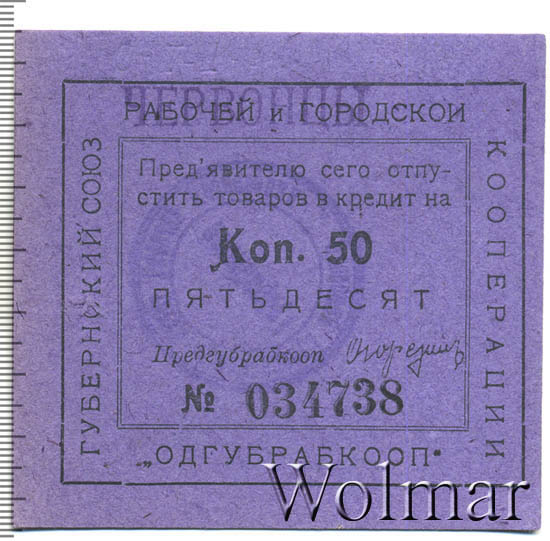 ЧЕРВОНЦЫ
РАБОЧЕЙ и ГОРОДСКОЙ
ГУБЕРНСКИЙ СОЮЗ
КООПЕРАЦИИ
Пред'явителю сего отпу-
стить товаров в кредит на
Коп. 50
ПЯТЬДЕСЯТ
Предгубрабкооп
№ 034738
„ОДГУБРАБКООП"
Wolmar